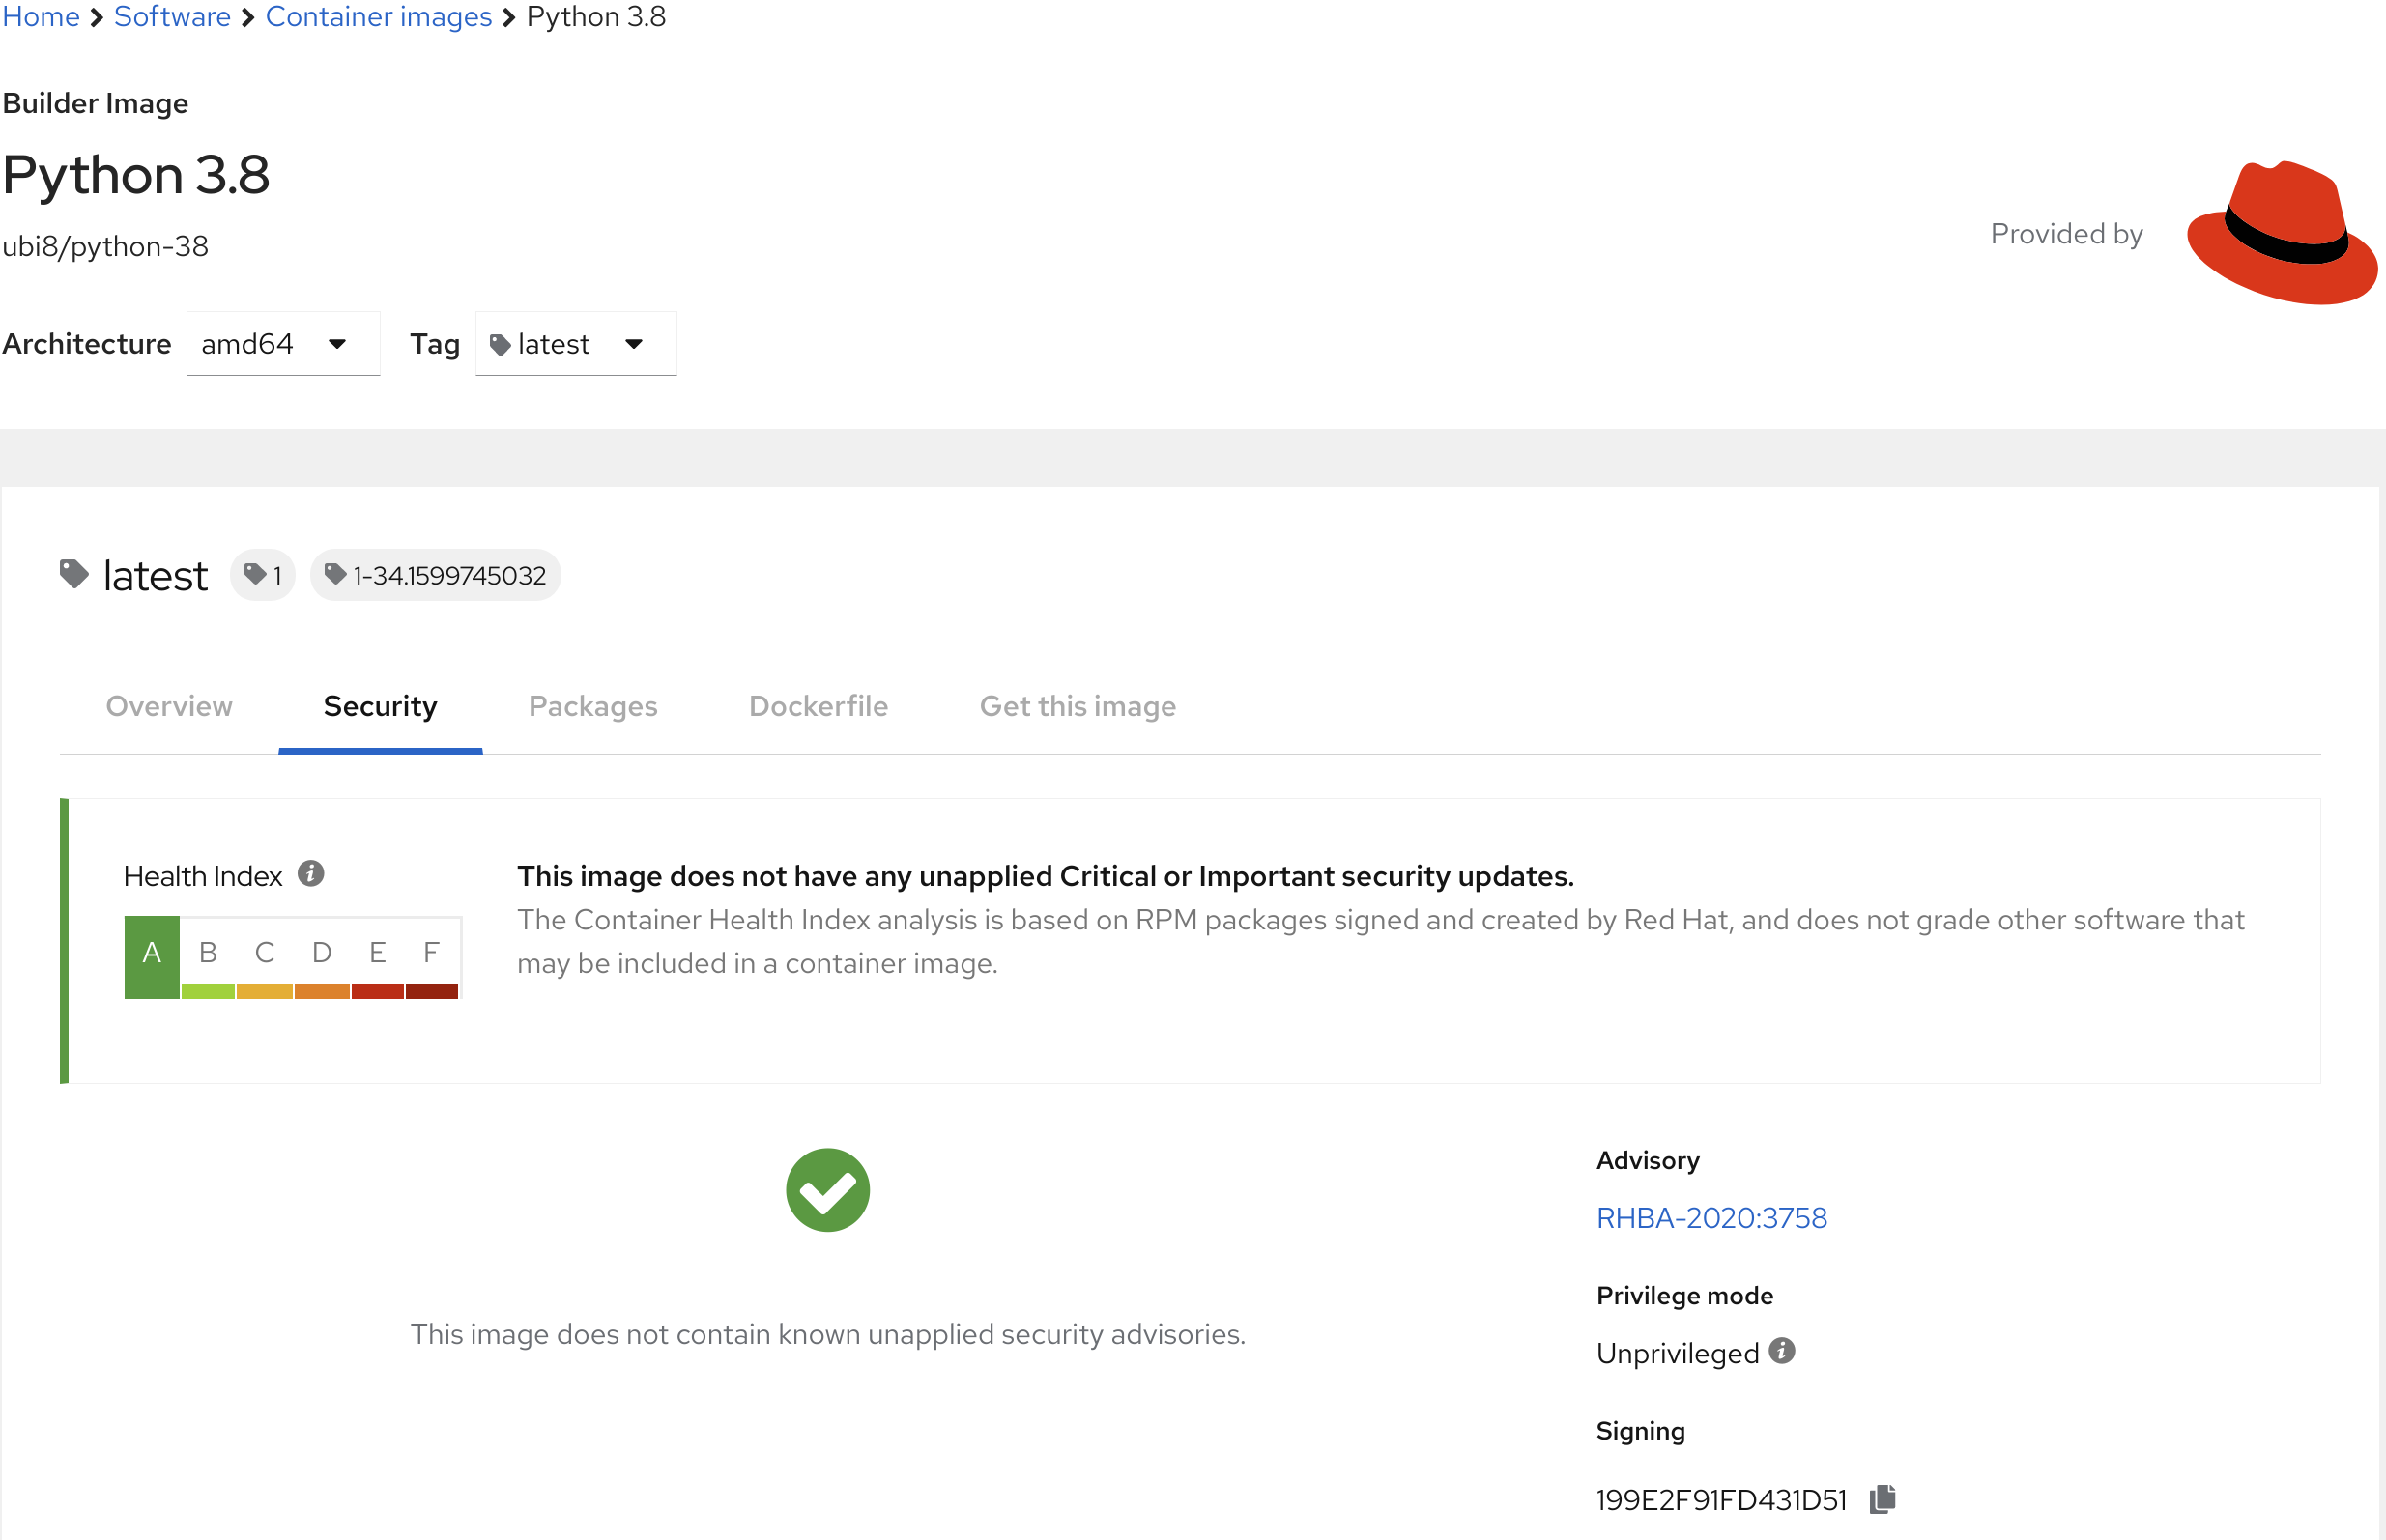 Home > Software > Container images > Python 3.8
Builder Image
Python 3.8
ubi8/python-38
Provided by
Architecture amd64 Tag latest
latest 1 1-34.1599745032
Overview Security Packages Dockerfile Get this image
Health Index
A B C D E F
This image does not have any unapplied Critical or Important security updates.
The Container Health Index analysis is based on RPM packages signed and created by Red Hat, and does not grade other software that
may be included in a container image.
This image does not contain known unapplied security advisories.
Advisory
RHBA-2020:3758
Privilege mode
Unprivileged
Signing
199E2F91FD431D51